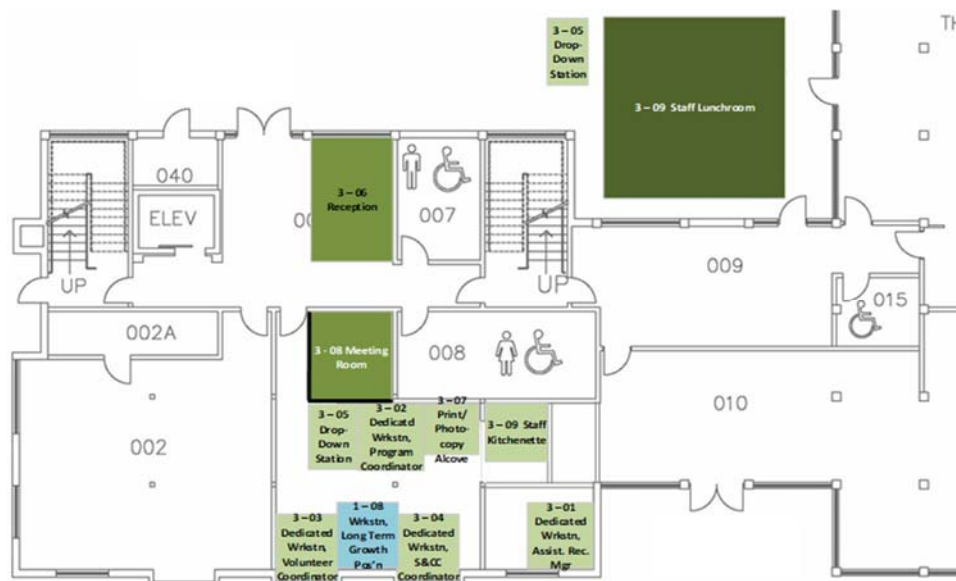 TH
3 – 05
Drop-
Down
Station
3 – 09 Staff Lunchroom
040
ELEV
UP
3 – 06
Reception
00
007
UP
009
015
002A
3 - 08 Meeting
Room
008
010
002
3 – 05
Drop-
Down
Station
3 – 02
Dedicatd
Wrkstn,
Program
Coordinator
3 – 07
Print/
Photo-
copy
Alcove
3 – 09 Staff
Kitchenette
3 – 03
Dedicated
Wrkstn,
Volunteer
Coordinator
1 – 08
Wrkstn,
Long Term
Growth
Pos'n
3 – 04
Dedicated
Wrkstn,
S&CC
Coordinator
3 – 01
Dedicated
Wrkstn,
Assist. Rec.
Mgr